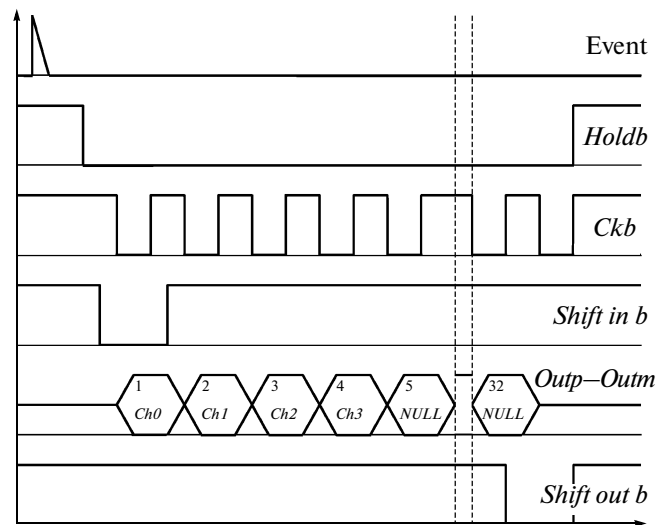 Event
Holdb
Ckb
Shift in b
Outp–Outm
1 2 3 4 5 32
Ch0 Ch1 Ch2 Ch3 NULL NULL
Shift out b